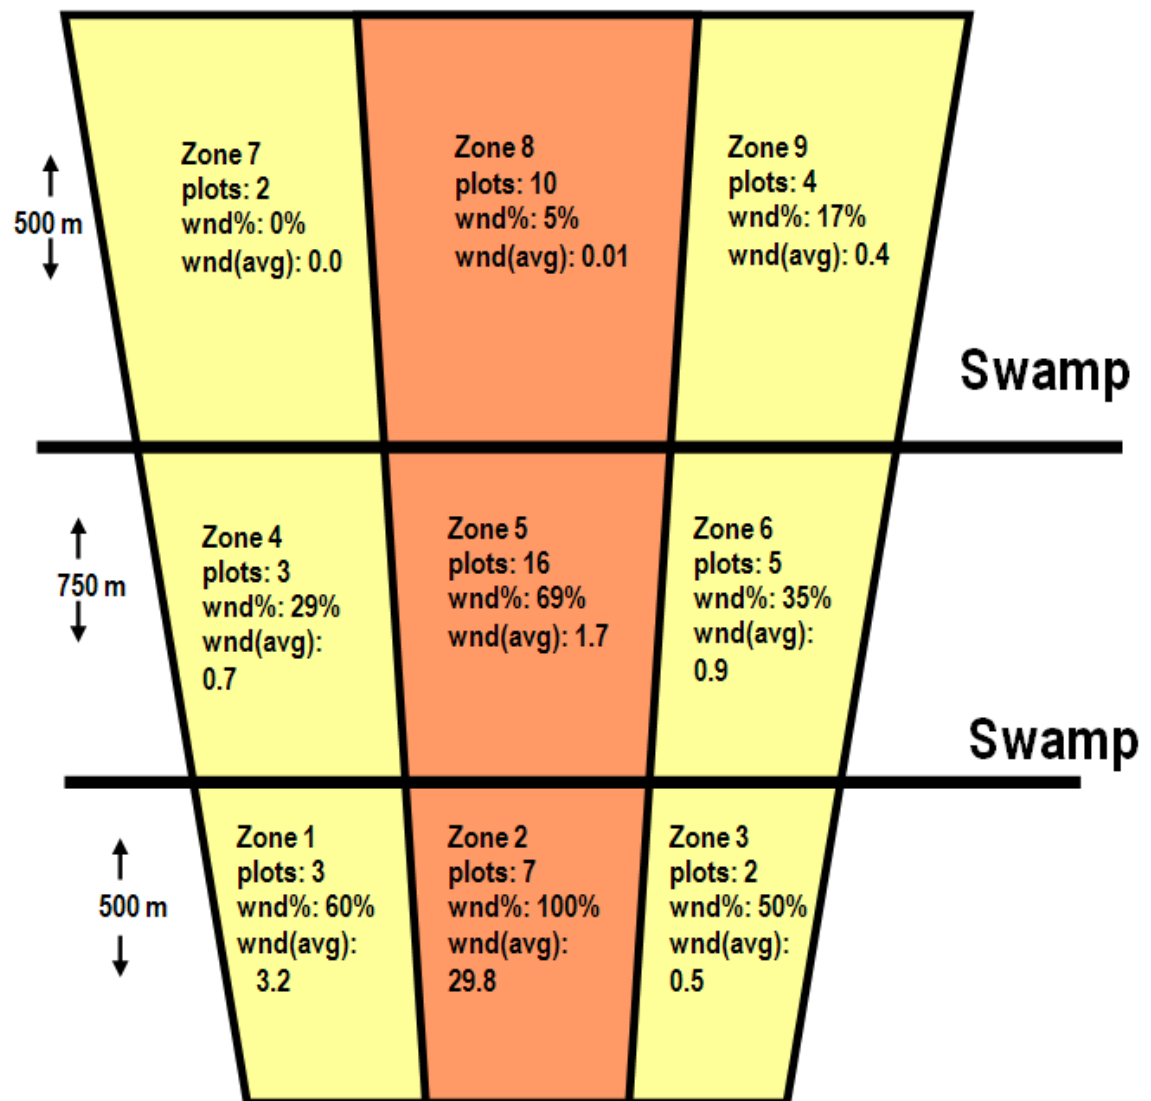 500 m
Zone 7
plots: 2
wnd%: 0%
wnd(avg): 0.0
Zone 8
plots: 10
wnd%: 5%
wnd(avg): 0.01
Zone 9
plots: 4
wnd%: 17%
wnd(avg): 0.4
Swamp
750 m
Zone 4
plots: 3
wnd%: 29%
wnd(avg):
0.7
Zone 5
plots: 16
wnd%: 69%
wnd(avg): 1.7
Zone 6
plots: 5
wnd%: 35%
wnd(avg):
0.9
Swamp
500 m
Zone 1
plots: 3
wnd%: 60%
wnd(avg):
3.2
Zone 2
plots: 7
wnd%: 100%
wnd(avg):
29.8
Zone 3
plots: 2
wnd%: 50%
wnd(avg):
0.5